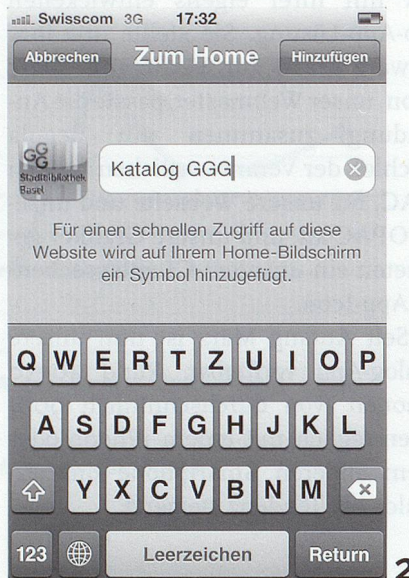 Swisscom 3G 17:32
Abbrechen Zum Home Hinzufügen
GG
G
Stadtbibliothek
Basel
Katalog GGG
Für einen schnellen Zugriff auf diese
Website wird auf Ihrem Home-Bildschirm
ein Symbol hinzugefügt.
Q W E R T Z U I O P
A S D F G H J K L
Y X C V B N M
123 Leerzeichen Return
2